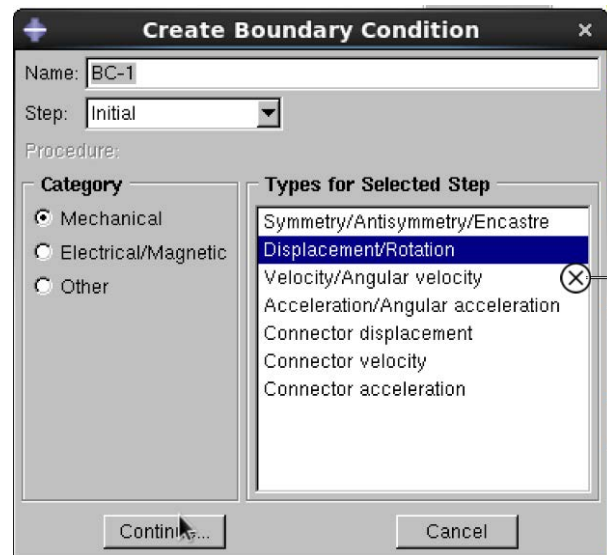 Create Boundary Condition
Name: BC-1
Step: Initial
Procedure:
Category
Mechanical
Electrical/Magnetic
Other
Types for Selected Step
Symmetry/Antisymmetry/Encastre
Displacement/Rotation
Velocity/Angular velocity
Acceleration/Angular acceleration
Connector displacement
Connector velocity
Connector acceleration
Cancel